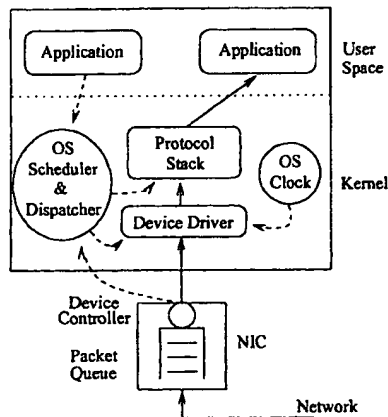 Application
Application
User
Space
OS
Scheduler
&
Dispatcher
Protocol
Stack
OS
Clock
Kernel
Device Driver
Device
Controller
NIC
Packet
Queue
Network